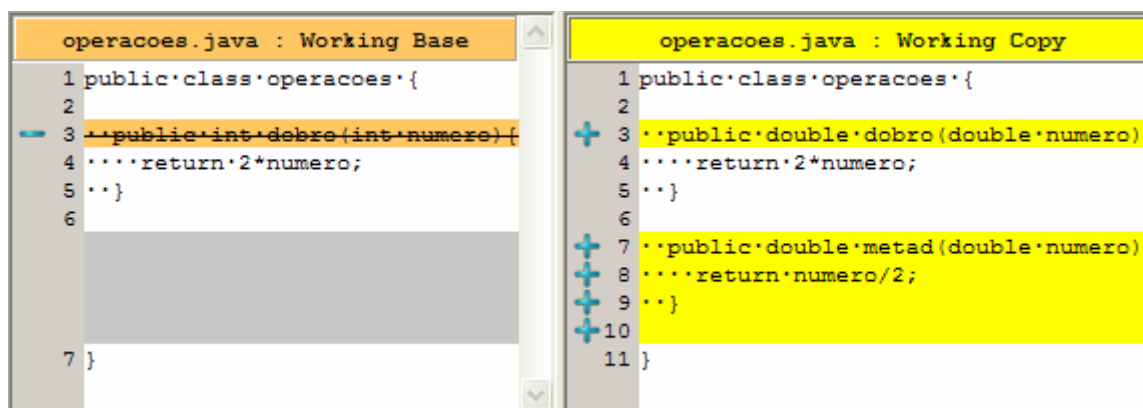 operacoes.java : Working Base
1 public·class·operacoes·{
2
3 ··public·int·dobro(int·numero){
4 ····return·2*numero;
5 ··}
6
7 }
operacoes.java : Working Copy
1 public·class·operacoes·{
2
3 ··public·double·dobro(double·numero)
4 ····return·2*numero;
5 ··}
6
7 ··public·double·metad(double·numero)
8 ····return·numero/2;
9 ··}
10
11 }